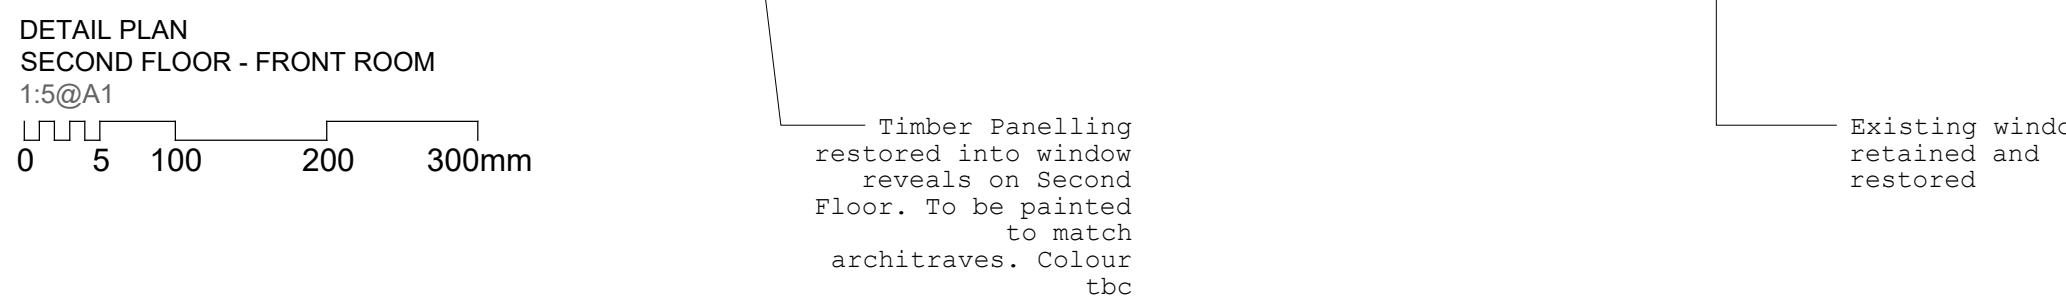 DETAIL PLAN
SECOND FLOOR - FRONT ROOM
1:5@A1
0 5 100 200 300mm
Timber Panelling
restored into window
reveals on Second
Floor. To be painted
to match
architraves. Colour
tbc
Existing
retained and
restored